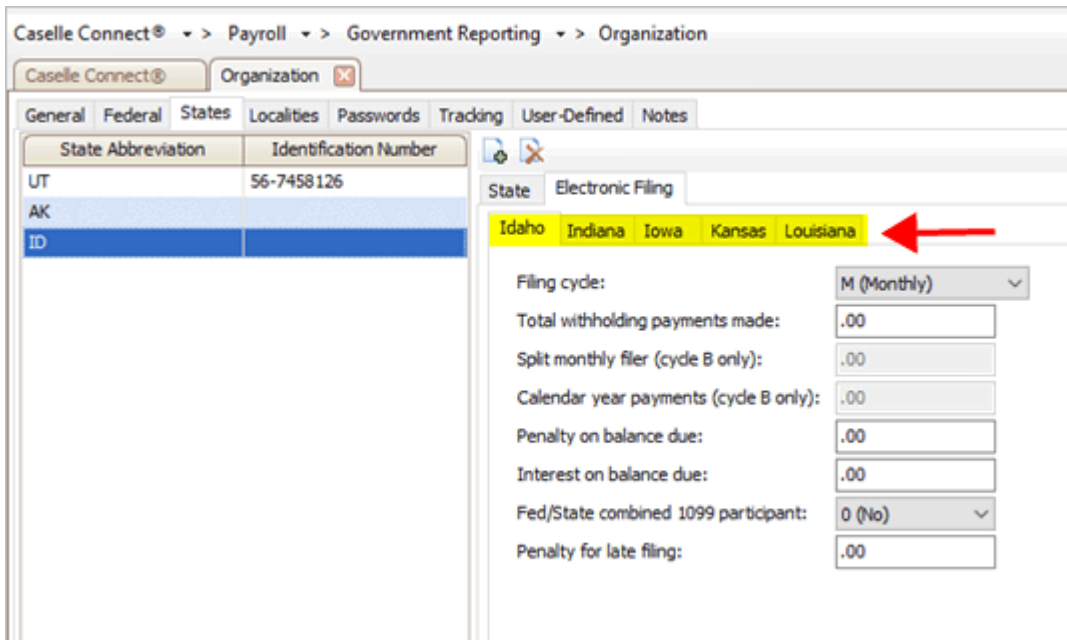 Caselle Connect® > Payroll > Government Reporting > Organization
Caselle Connect® Organization
General Federal States Localities Passwords Tracking User-Defined Notes
State Abbreviation Identification Number
UT 56-7458126
AK
ID
State Electronic Filing
Idaho Indiana Iowa Kansas Louisiana
Filing cycle: M (Monthly)
Total withholding payments made: .00
Split monthly filer (cycle B only): .00
Calendar year payments (cycle B only): .00
Penalty on balance due: .00
Interest on balance due: .00
Fed/State combined 1099 participant: 0 (No)
Penalty for late filing: .00